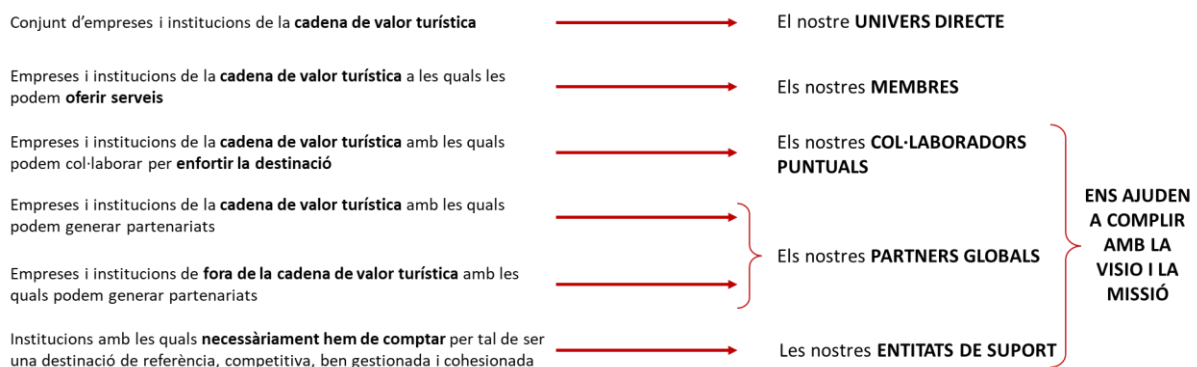 Conjunt d'empreses i institucions de la cadena de valor turística
El nostre UNIVERS DIRECTE
Empreses i institucions de la cadena de valor turística a les quals les
podem oferir serveis
Els nostres MEMBRES
Empreses i institucions de la cadena de valor turística amb les quals
podem col·laborar per enfortir la destinació
Els nostres COL·LABORADORS
PUNTUALS
Empreses i institucions de la cadena de valor turística amb les quals
podem generar partenariats
Empreses i institucions de fora de la cadena de valor turística amb les
quals podem generar partenariats
Els nostres PARTNERS GLOBALS
Institucions amb les quals necessàriament hem de comptar per tal de ser
una destinació de referència, competitiva, ben gestionada i cohesionada
Les nostres ENTITATS DE SUPORT
ENS AJUDEN
A COMPLIR
AMB LA
VISIO I LA
MISSIÓ